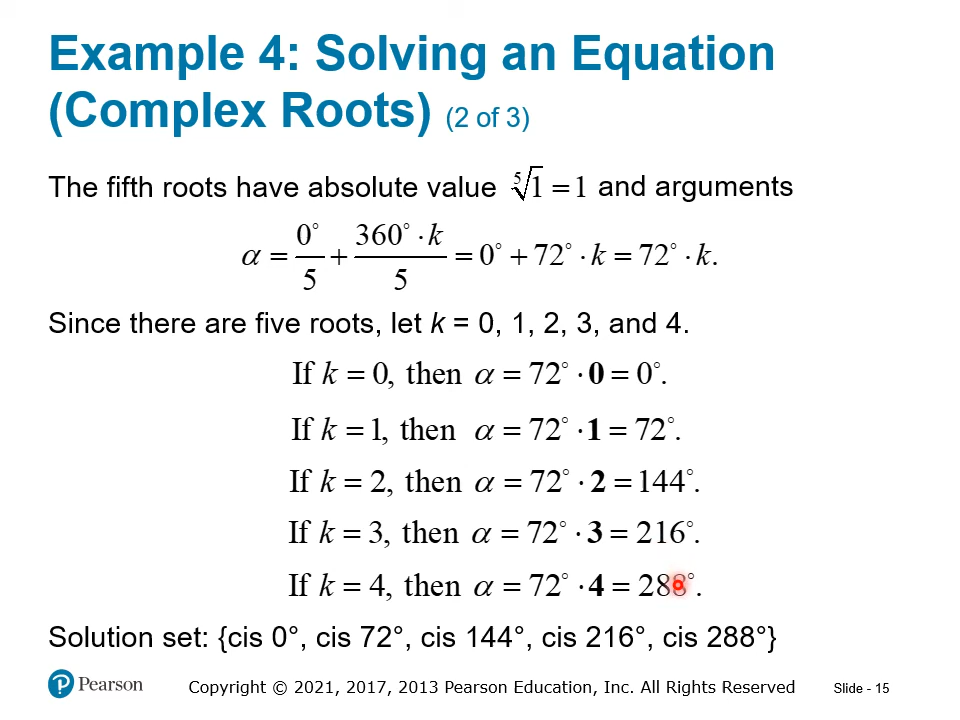 Example 4: Solving an Equation
(Complex Roots) (2 of 3)
The fifth roots have absolute value ⁵√1 = 1 and arguments
α = 0°/5 + 360° · k/5 = 0° + 72° · k = 72° · k.
Since there are five roots, let k = 0, 1, 2, 3, and 4.
If k = 0, then α = 72° · 0 = 0°.
If k = 1, then α = 72° · 1 = 72°.
If k = 2, then α = 72° · 2 = 144°.
If k = 3, then α = 72° · 3 = 216°.
If k = 4, then α = 72° · 4 = 288°.
Solution set: {cis 0°, cis 72°, cis 144°, cis 216°, cis 288°}
P Pearson Copyright © 2021, 2017, 2013 Pearson Education, Inc. All Rights Reserved Slide - 15